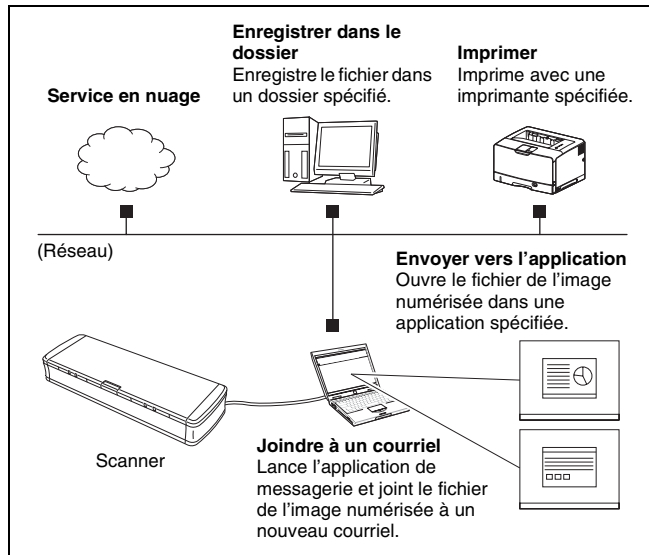 Service en nuage
Enregistrer dans le
dossier
Enregistre le fichier dans
un dossier spécifié.
Imprimer
Imprime avec une
imprimante spécifiée.
(Réseau)
Envoyer vers l’application
Ouvre le fichier de l’image
numérisée dans une
application spécifiée.
Scanner
Joindre à un courriel
Lance l’application de
messagerie et joint le fichier
de l’image numérisée à un
nouveau courriel.